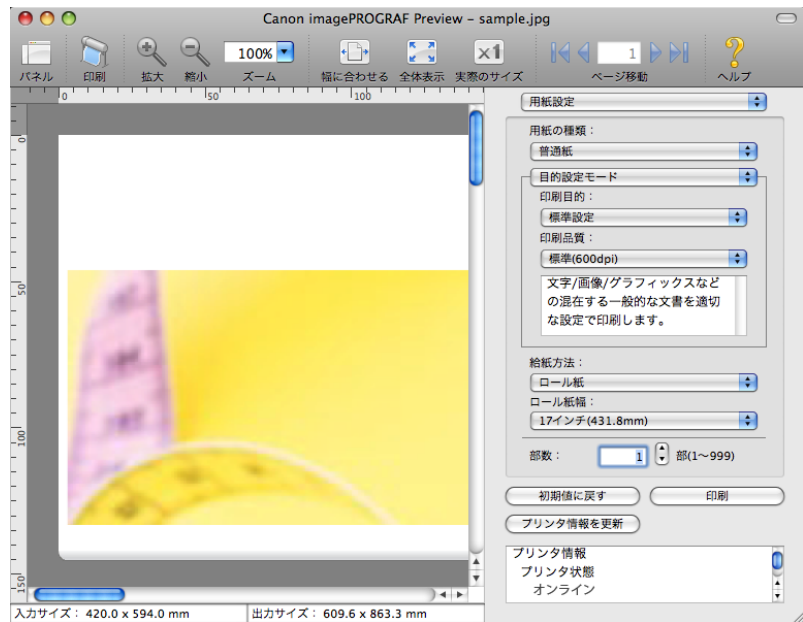 Canon imagePROGRAF Preview – sample.jpg
100%
1
パネル 印刷 拡大 縮小 ズーム 幅に合わせる 全体表示 実際のサイズ ページ移動 ヘルプ
0 50 100
0
50
100
150
用紙設定
用紙の種類：
普通紙
目的設定モード
印刷目的：
標準設定
印刷品質：
標準(600dpi)
文字/画像/グラフィックスなど
の混在する一般的な文書を適切
な設定で印刷します。
給紙方法：
ロール紙
ロール紙幅：
17インチ(431.8mm)
部数： 1 部(1～999)
初期値に戻す 印刷
プリンタ情報を更新
プリンタ情報
プリンタ状態
オンライン
入力サイズ： 420.0 x 594.0 mm 出力サイズ： 609.6 x 863.3 mm